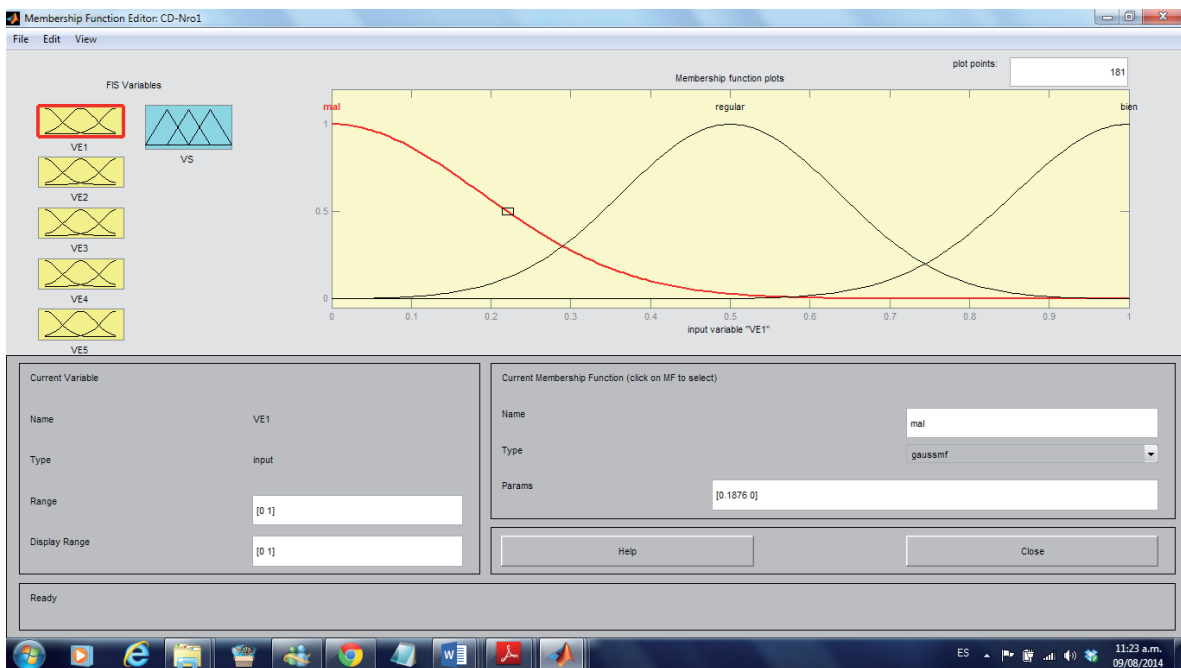 Membership Function Editor: CD-Nro1
File Edit View
FIS Variables
VE1
VS
VE2
VE3
VE4
VE5
plot points:
181
Membership function plots
mal
regular
bien
1
0.5
0
0 0.1 0.2 0.3 0.4 0.5 0.6 0.7 0.8 0.9 1
input variable "VE1"
Current Variable
Name VE1
Type input
Range [0 1]
Display Range [0 1]
Current Membership Function (click on MF to select)
Name mal
Type gaussmf
Params [0.1876 0]
Help Close
Ready
ES
11:23 a.m.
09/08/2014